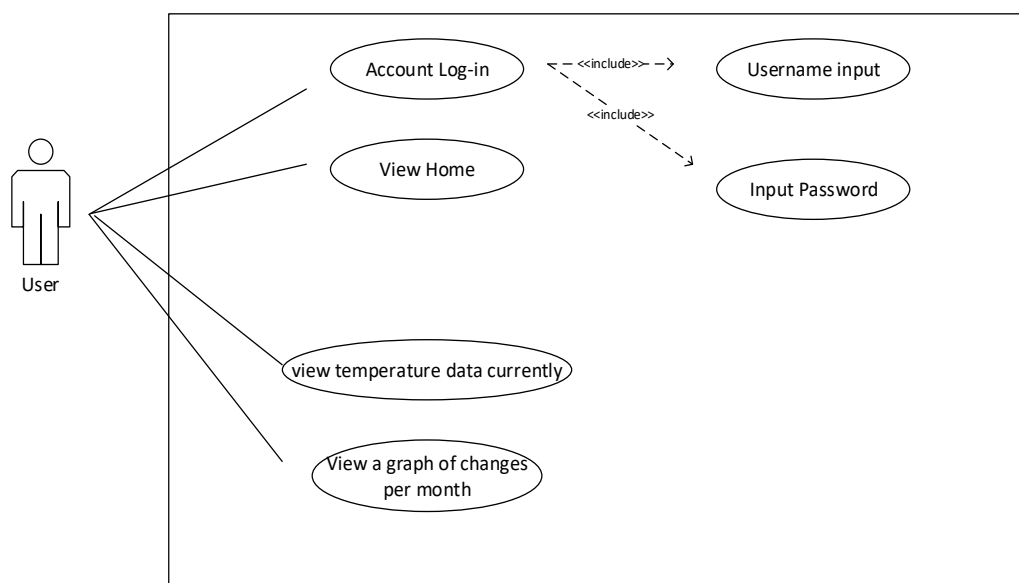 Account Log-in
<<include>>
Username input
<<include>>
View Home
Input Password
User
view temperature data currently
View a graph of changes
per month